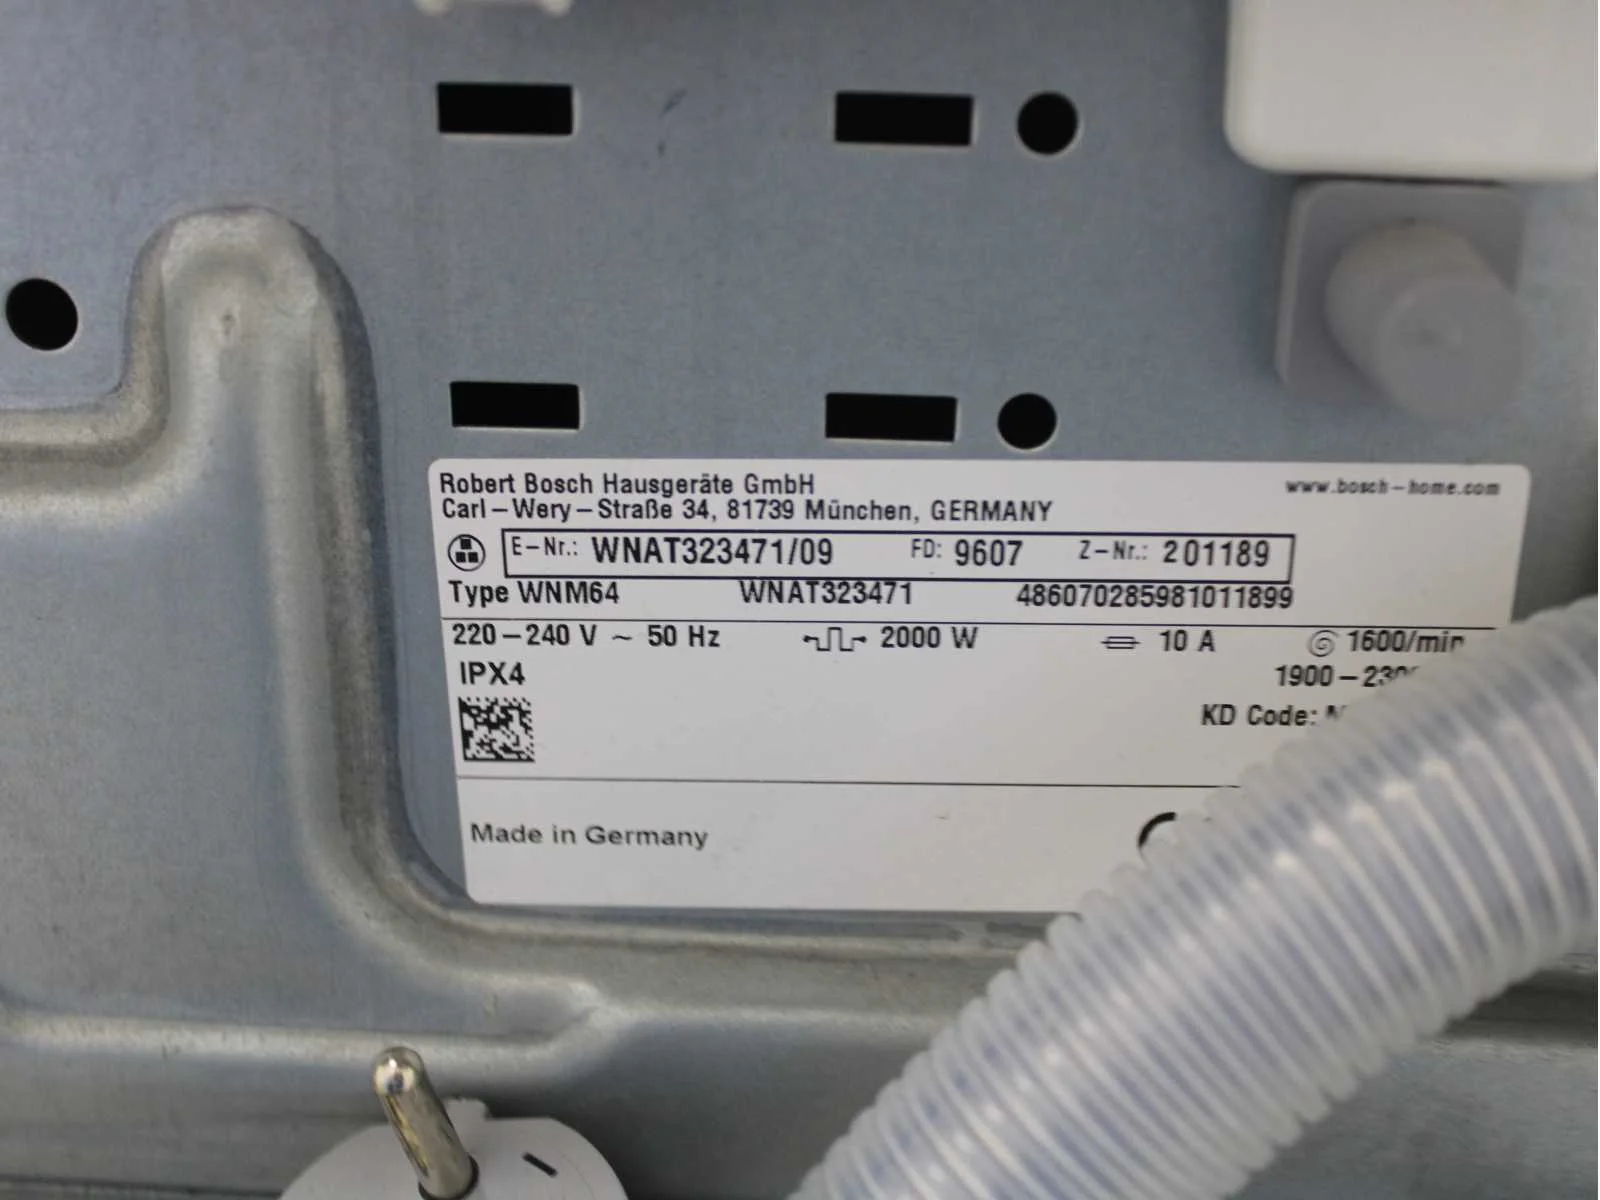 Robert Bosch Hausgeräte GmbH www.bosch-home.com
Carl-Wery-Straße 34, 81739 München, GERMANY
E-Nr.: WNAT323471/09 FD: 9607 Z-Nr.: 201189
Type WNM64 WNAT323471 486070285981011899
220-240 V ~ 50 Hz 2000 W 10 A 1600/min
IPX4 1900-
KD Code:
Made in Germany